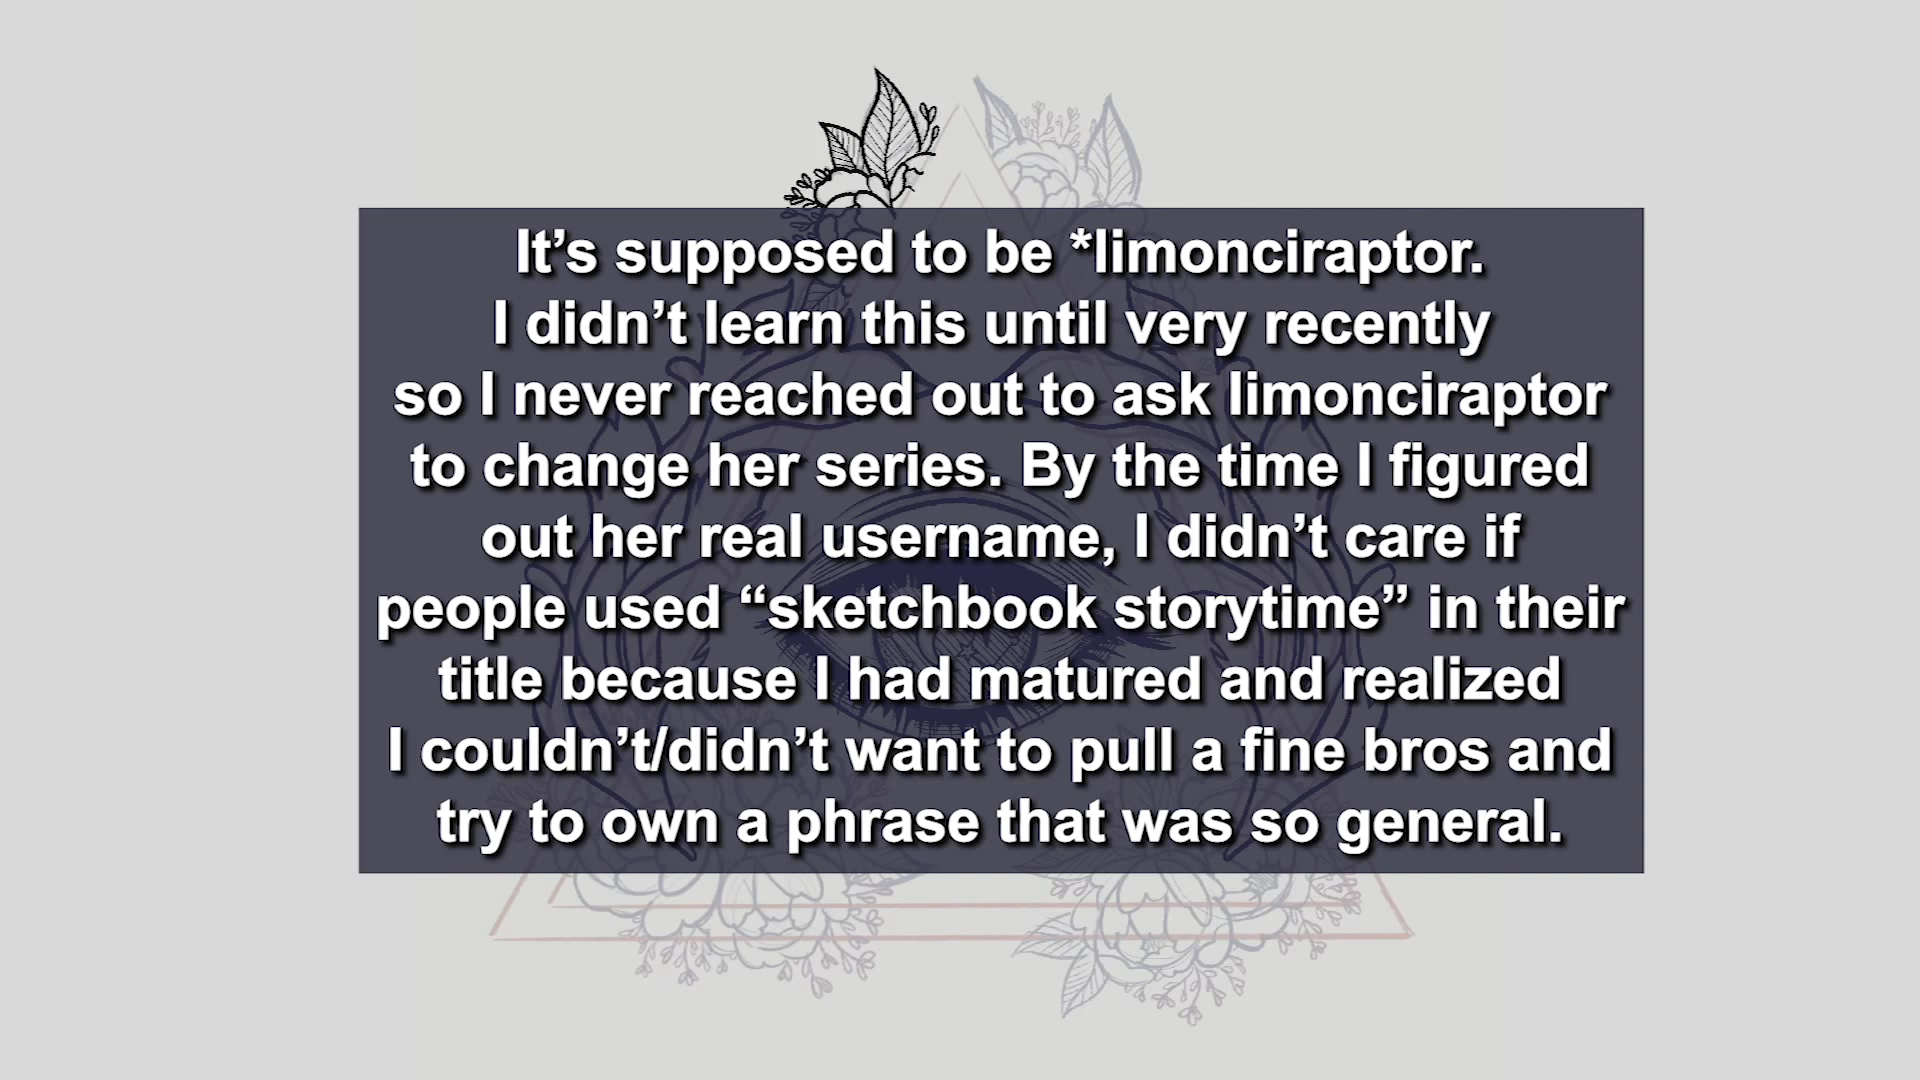 It’s supposed to be *limonciraptor.
I didn’t learn this until very recently
so I never reached out to ask limonciraptor
to change her series. By the time I figured
out her real username, I didn’t care if
people used “sketchbook storytime” in their
title because I had matured and realized
I couldn’t/didn’t want to pull a fine bros and
try to own a phrase that was so general.